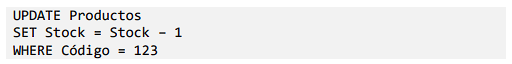 UPDATE Productos
SET Stock = Stock – 1
WHERE Código = 123